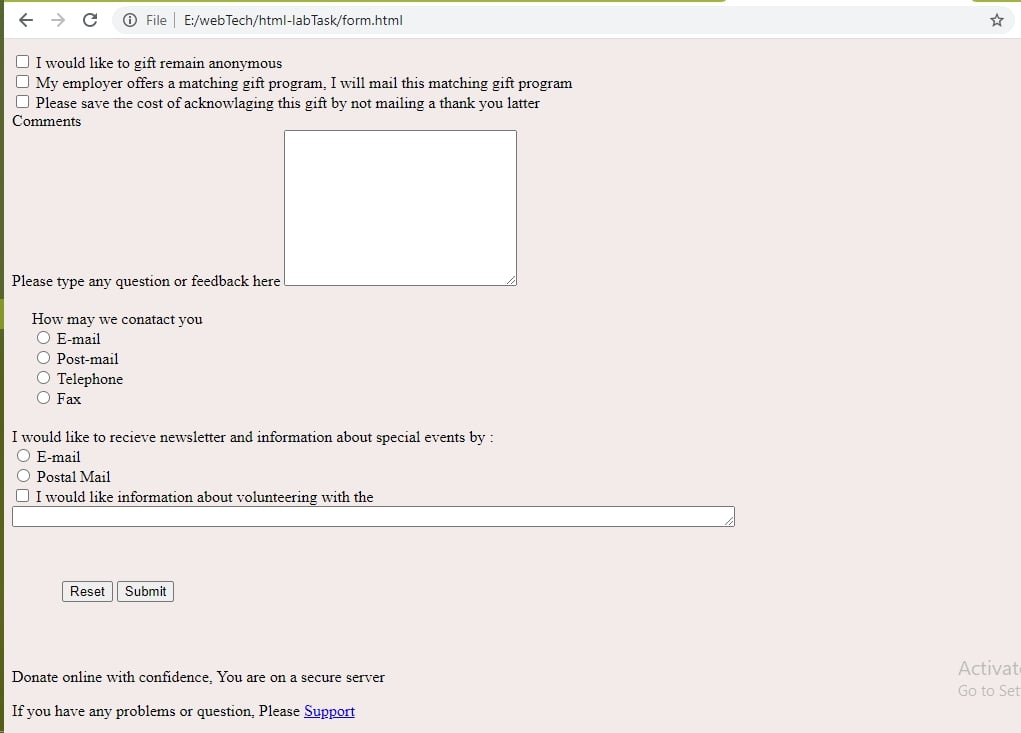 File E:/webTech/html-labTask/form.html
I would like to gift remain anonymous
My employer offers a matching gift program, I will mail this matching gift program
Please save the cost of acknowlaging this gift by not mailing a thank you latter
Comments
Please type any question or feedback here
How may we conatact you
E-mail
Post-mail
Telephone
Fax
I would like to recieve newsletter and information about special events by :
E-mail
Postal Mail
I would like information about volunteering with the
Reset Submit
Donate online with confidence, You are on a secure server
Activat
Go to Set
If you have any problems or question, Please Support